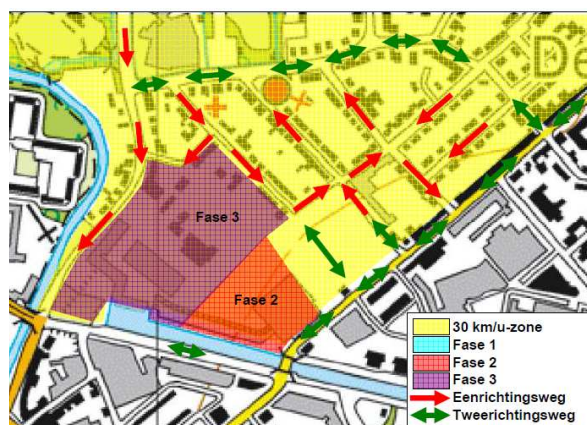 De
Fase 3
Fase 2
30 km/u-zone
Fase 1
Fase 2
Fase 3
Eenrichtingsweg
Tweerichtingsweg